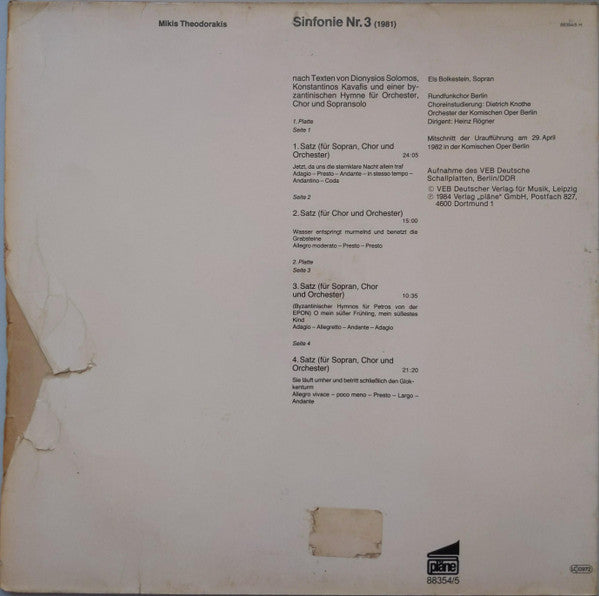 Mikis Theodorakis
Sinfonie Nr. 3 (1981)
88354/5 H
nach Texten von Dionysios Solomos,
Konstantinos Kavafis und einer by-
zantinischen Hymne für Orchester,
Chor und Sopransolo
1. Platte
Seite 1
1. Satz (für Sopran, Chor und
Orchester) 24:05
Jetzt, da uns die sternklare Nacht allein traf
Adagio – Presto – Andante – in stesso tempo –
Andantino – Coda
Seite 2
2. Satz (für Chor und Orchester)
15:00
Wasser entspringt murmelnd und benetzt die
Grabsteine
Allegro moderato – Presto – Presto
2. Platte
Seite 3
3. Satz (für Sopran, Chor
und Orchester) 10:35
(Byzantinischer Hymnos für Petros von der
EPON) O mein süßer Frühling, mein süßestes
Kind
Adagio – Allegretto – Andante – Adagio
Seite 4
4. Satz (für Sopran, Chor und
Orchester) 21:20
Sie läuft umher und betritt schließlich den Glok-
kenturm
Allegro vivace – poco meno – Presto – Largo –
Andante
Els Bolkestein, Sopran
Rundfunkchor Berlin
Choreinstudierung: Dietrich Knothe
Orchester der Komischen Oper Berlin
Dirigent: Heinz Rögner
Mitschnitt der Uraufführung am 29. April
1982 in der Komischen Oper Berlin
Aufnahme des VEB Deutsche
Schallplatten, Berlin/DDR
© VEB Deutscher Verlag für Musik, Leipzig
℗ 1984 Verlag „pläne“ GmbH, Postfach 827,
4600 Dortmund 1
pläne
88354/5
LC 0972